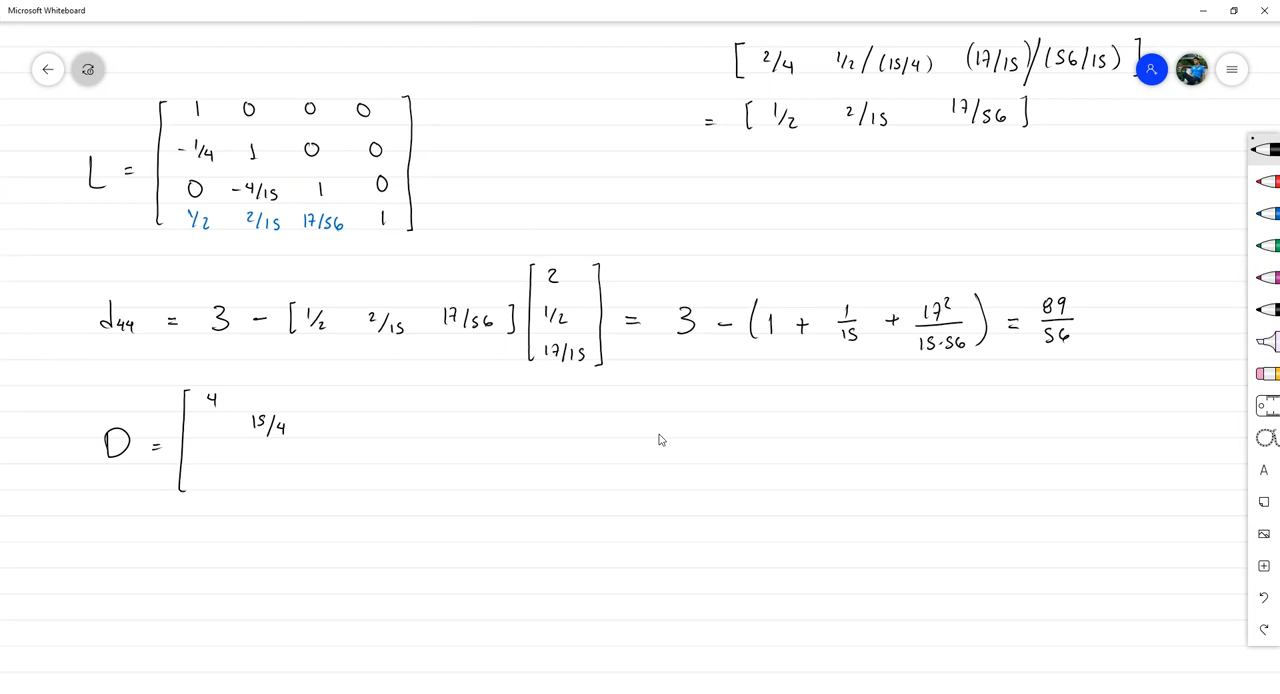 Microsoft Whiteboard
[ 2/4 1/2/(15/4) (17/15)/(56/15) ]
= [ 1/2 2/15 17/56 ]
L = [ 1 0 0 0
-1/4 1 0 0
0 -4/15 1 0
1/2 2/15 17/56 1 ]
d44 = 3 - [ 1/2 2/15 17/56 ] [ 2 1/2 17/15 ] = 3 - (1 + 1/15 + 17²/15·56) = 89/56
D = [ 4
15/4
A